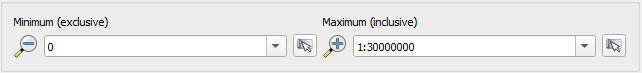 Minimum (exclusive)
Maximum (inclusive)
0
1:30000000